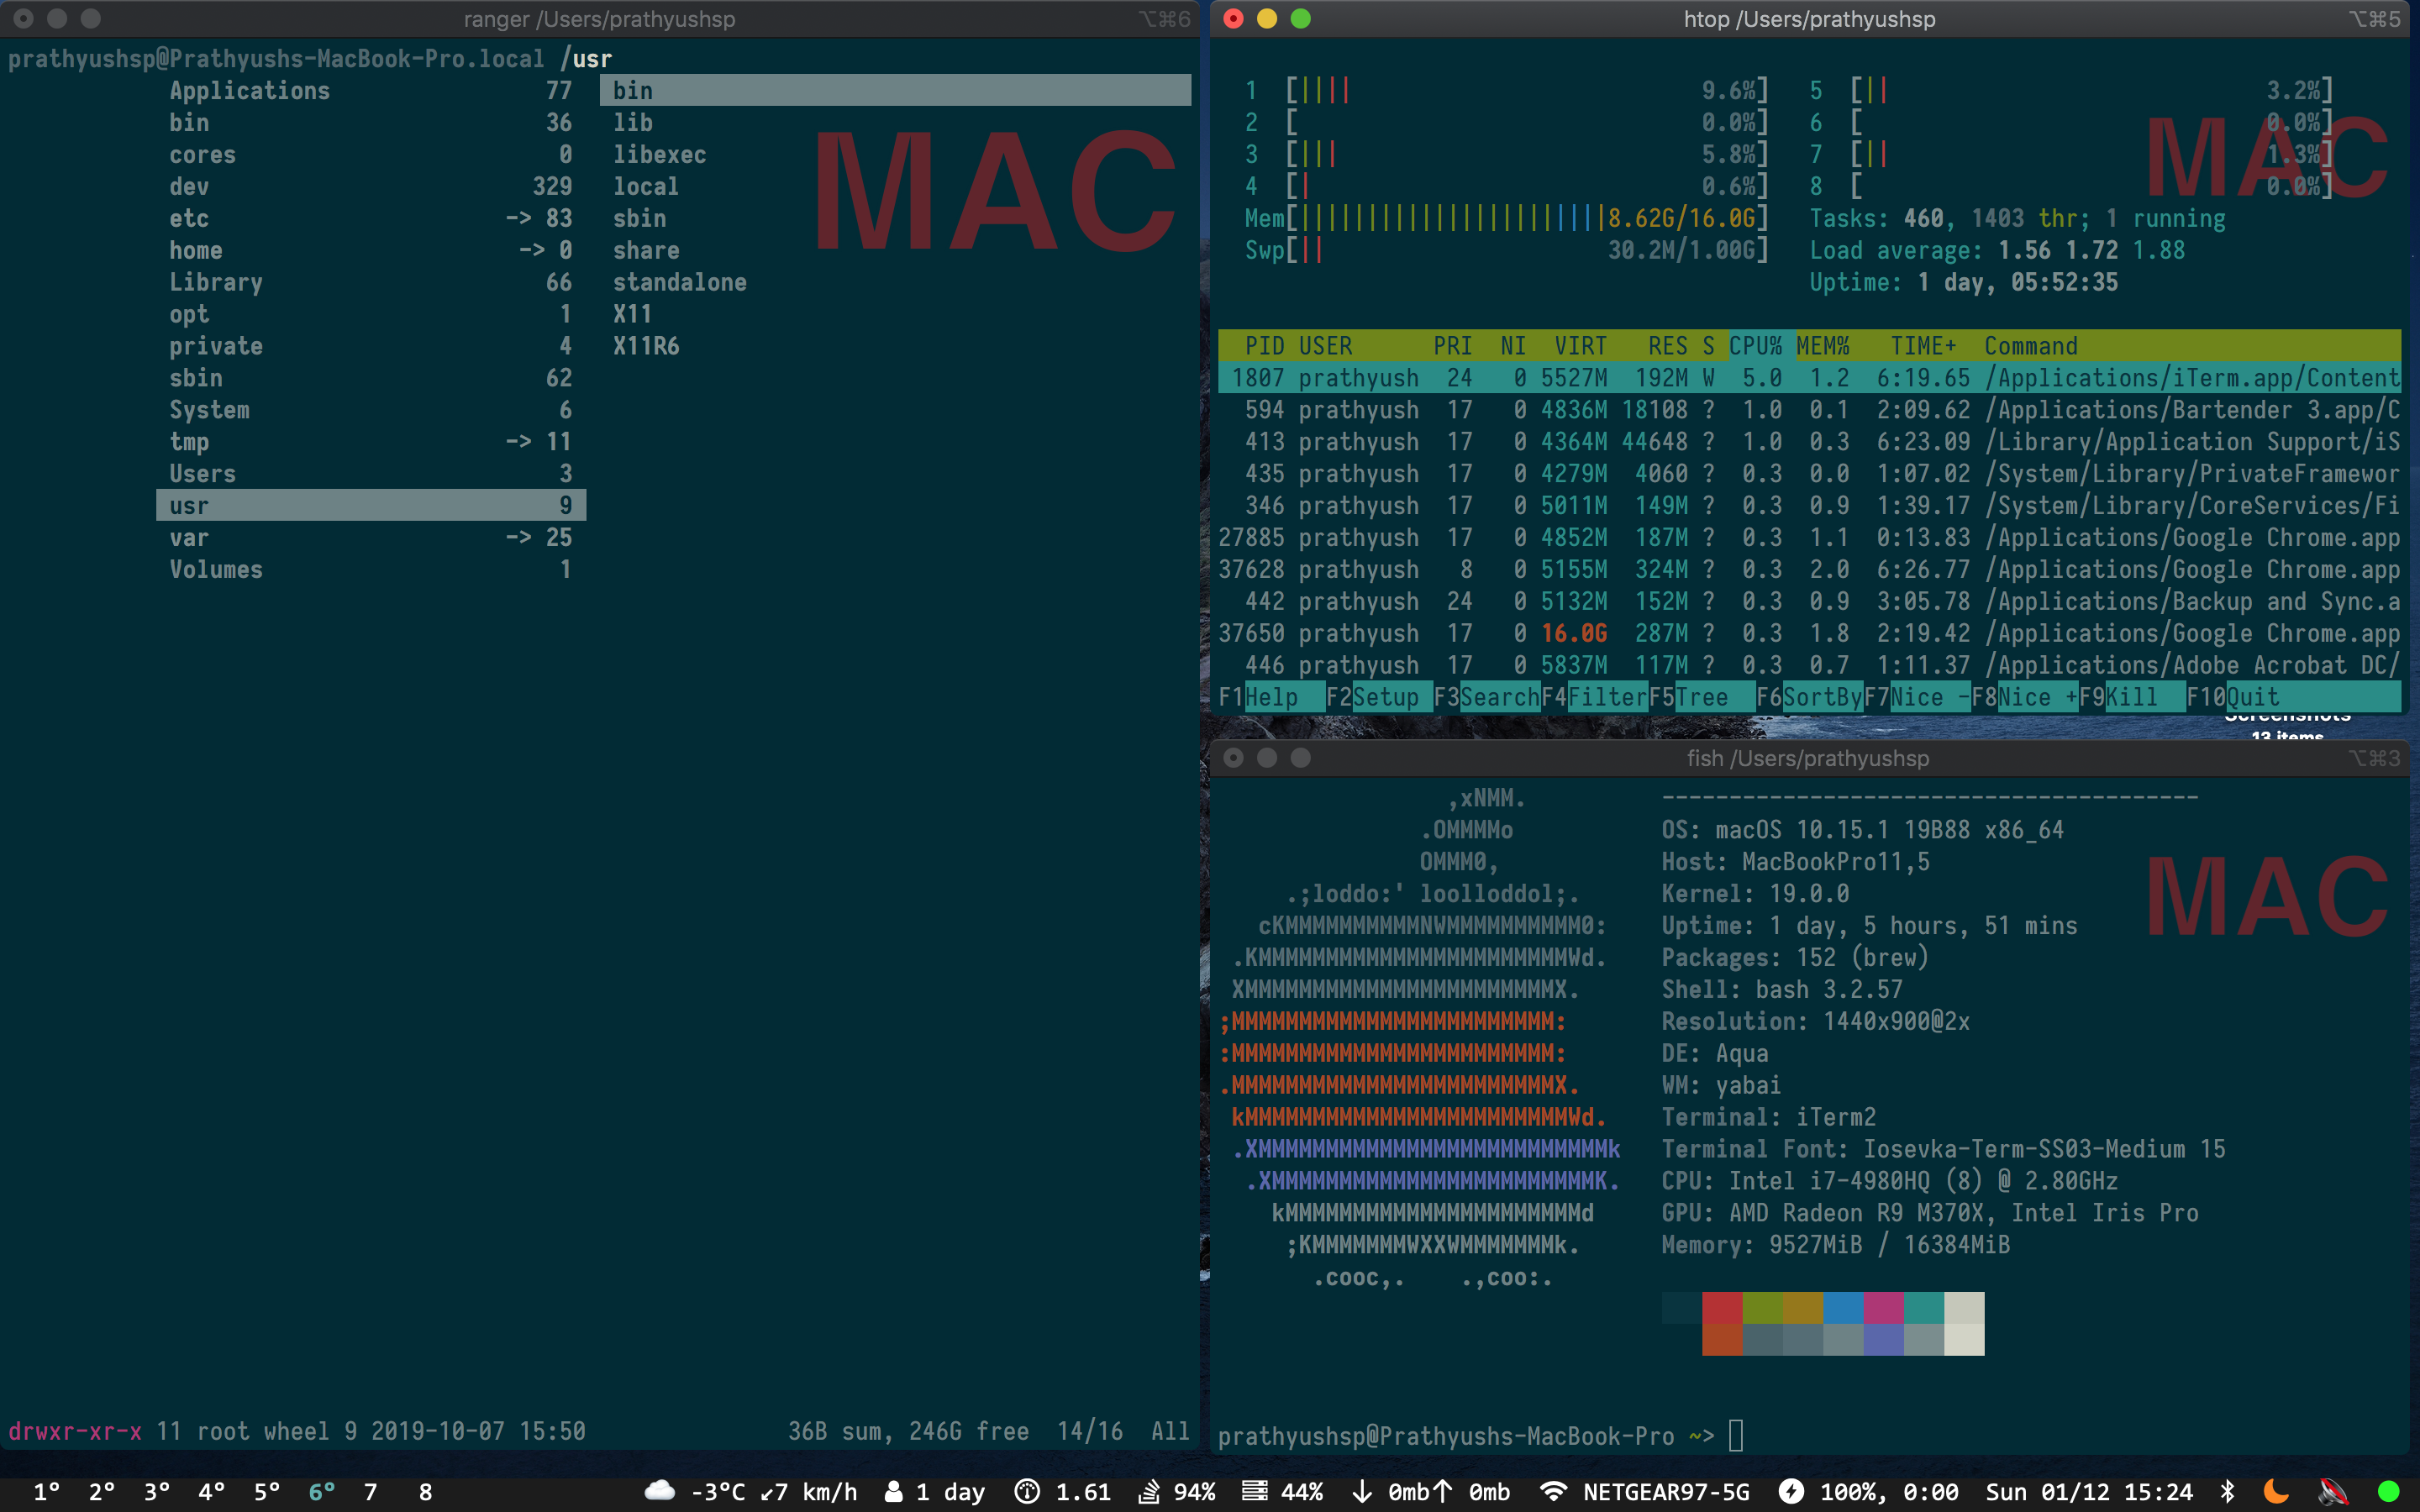 ranger /Users/prathyushsp ⌥⌘6
prathyushsp@Prathyushs-MacBook-Pro.local /usr
Applications 77 bin
bin 36 lib
cores 0 libexec
dev 329 local
etc -> 83 sbin
home -> 0 share
Library 66 standalone
opt 1 X11
private 4 X11R6
sbin 62
System 6
tmp -> 11
Users 3
usr 9
var -> 25
Volumes 1
MAC
drwxr-xr-x 11 root wheel 9 2019-10-07 15:50 36B sum, 246G free 14/16 All
htop /Users/prathyushsp ⌥⌘5
1 [|||| 9.6%] 5 [|| 3.2%]
2 [ 0.0%] 6 [ 0.0%]
3 [||| 5.8%] 7 [|| 1.3%]
4 [| 0.6%] 8 [ 0.0%]
MAC
Mem[|||||||||||||||||||||||8.62G/16.0G] Tasks: 460, 1403 thr; 1 running
Swp[|| 30.2M/1.00G] Load average: 1.56 1.72 1.88
Uptime: 1 day, 05:52:35
PID USER PRI NI VIRT RES S CPU% MEM% TIME+ Command
1807 prathyush 24 0 5527M 192M W 5.0 1.2 6:19.65 /Applications/iTerm.app/Content
594 prathyush 17 0 4836M 18108 ? 1.0 0.1 2:09.62 /Applications/Bartender 3.app/C
413 prathyush 17 0 4364M 44648 ? 1.0 0.3 6:23.09 /Library/Application Support/iS
435 prathyush 17 0 4279M 4060 ? 0.3 0.0 1:07.02 /System/Library/PrivateFramewor
346 prathyush 17 0 5011M 149M ? 0.3 0.9 1:39.17 /System/Library/CoreServices/Fi
27885 prathyush 17 0 4852M 187M ? 0.3 1.1 0:13.83 /Applications/Google Chrome.app
37628 prathyush 8 0 5155M 324M ? 0.3 2.0 6:26.77 /Applications/Google Chrome.app
442 prathyush 24 0 5132M 152M ? 0.3 0.9 3:05.78 /Applications/Backup and Sync.a
37650 prathyush 17 0 16.0G 287M ? 0.3 1.8 2:19.42 /Applications/Google Chrome.app
446 prathyush 17 0 5837M 117M ? 0.3 0.7 1:11.37 /Applications/Adobe Acrobat DC/
F1Help F2Setup F3SearchF4FilterF5Tree F6SortByF7Nice -F8Nice +F9Kill F10Quit
Screenshots
13 items
fish /Users/prathyushsp ⌥⌘3
,xNMM. ----------------------------------------
.OMMMMo OS: macOS 10.15.1 19B88 x86_64
OMMM0, Host: MacBookPro11,5
.;loddo:' loolloddol;. Kernel: 19.0.0
cKMMMMMMMMMMNWMMMMMMMMMM0: Uptime: 1 day, 5 hours, 51 mins
.KMMMMMMMMMMMMMMMMMMMMMMMWd. Packages: 152 (brew)
XMMMMMMMMMMMMMMMMMMMMMMMX. Shell: bash 3.2.57
;MMMMMMMMMMMMMMMMMMMMMMMM: Resolution: 1440x900@2x
:MMMMMMMMMMMMMMMMMMMMMMMM: DE: Aqua
.MMMMMMMMMMMMMMMMMMMMMMMMX. WM: yabai
kMMMMMMMMMMMMMMMMMMMMMMMMWd. Terminal: iTerm2
.XMMMMMMMMMMMMMMMMMMMMMMMMMMk Terminal Font: Iosevka-Term-SS03-Medium 15
.XMMMMMMMMMMMMMMMMMMMMMMMMK. CPU: Intel i7-4980HQ (8) @ 2.80GHz
kMMMMMMMMMMMMMMMMMMMMMMd GPU: AMD Radeon R9 M370X, Intel Iris Pro
;KMMMMMMMWXXWMMMMMMMk. Memory: 9527MiB / 16384MiB
.cooc,. .,coo:.
MAC
prathyushsp@Prathyushs-MacBook-Pro ~>
1° 2° 3° 4° 5° 6° 7 8 -3°C ↙7 km/h 1 day 1.61 94% 44% ↓ 0mb↑ 0mb NETGEAR97-5G 100%, 0:00 Sun 01/12 15:24